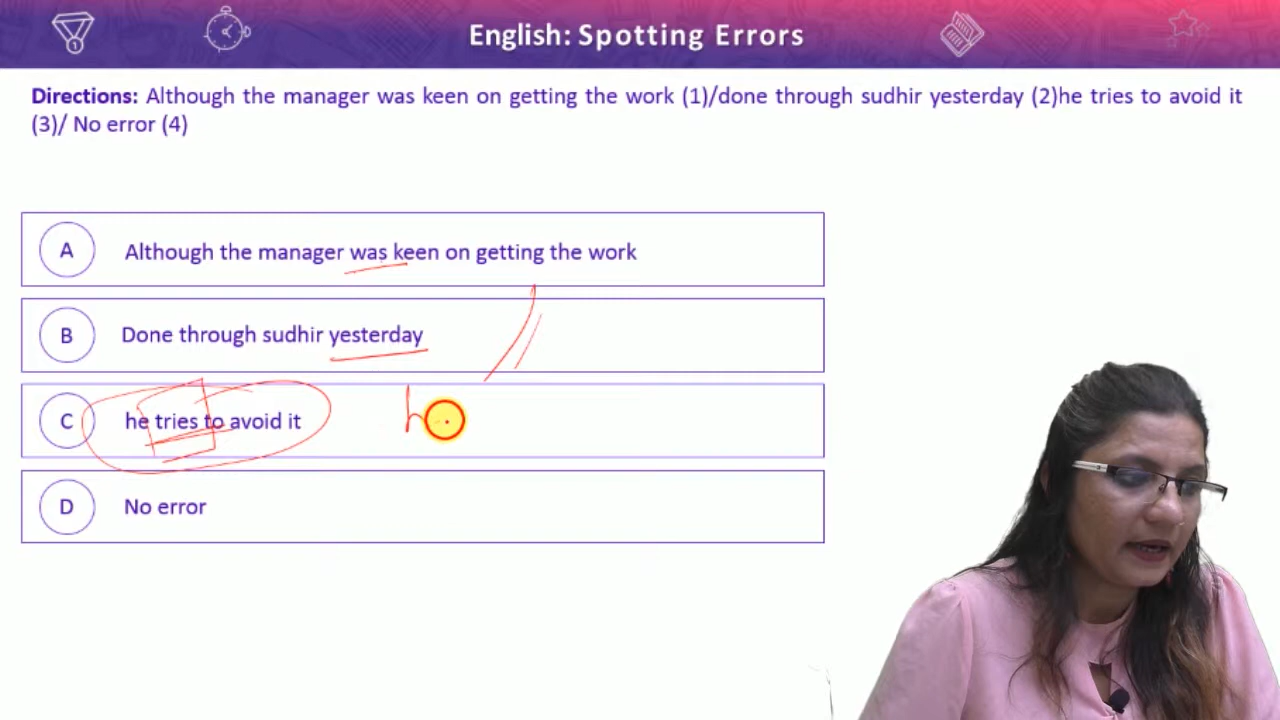 English: Spotting Errors
Directions: Although the manager was keen on getting the work (1)/done through sudhir yesterday (2)he tries to avoid it
(3)/ No error (4)
A Although the manager was keen on getting the work
B Done through sudhir yesterday
C he tries to avoid it h
D No error